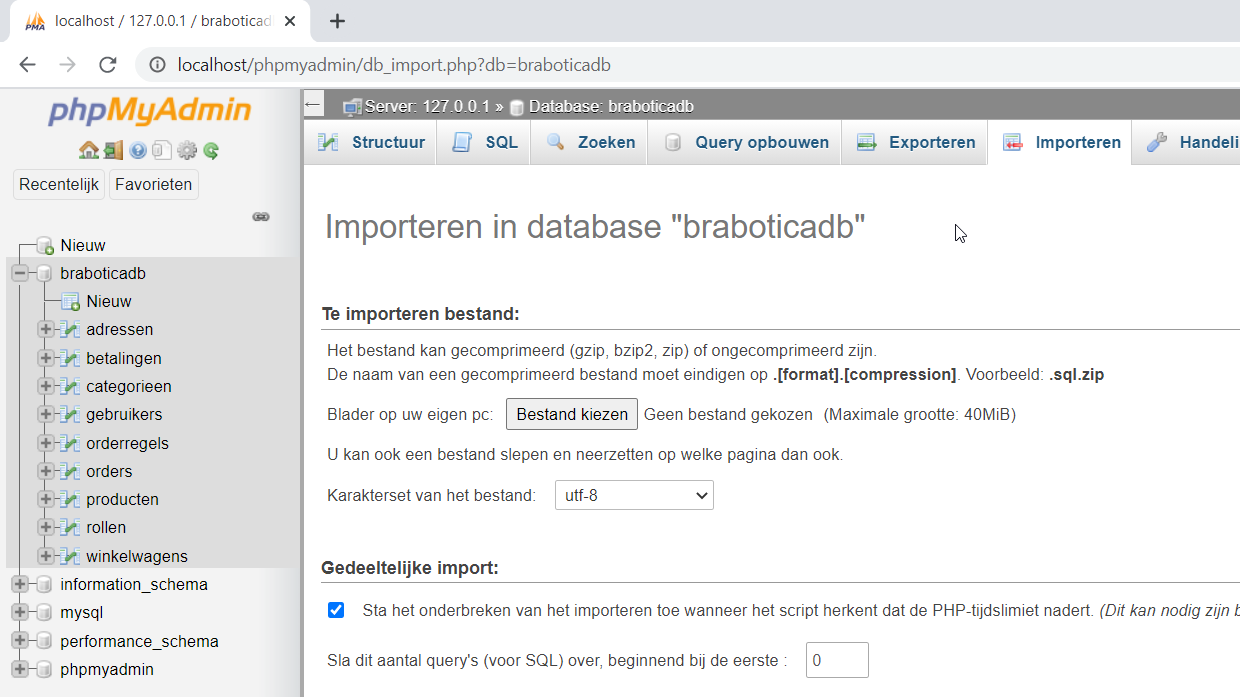 localhost / 127.0.0.1 / braboticad
localhost/phpmyadmin/db_import.php?db=braboticadb
phpMyAdmin
Recentelijk Favorieten
Nieuw
braboticadb
Nieuw
adressen
betalingen
categorieen
gebruikers
orderregels
orders
producten
rollen
winkelwagens
information_schema
mysql
performance_schema
phpmyadmin
Server: 127.0.0.1 » Database: braboticadb
Structuur SQL Zoeken Query opbouwen Exporteren Importeren Handeli
Importeren in database "braboticadb"
Te importeren bestand:
Het bestand kan gecomprimeerd (gzip, bzip2, zip) of ongecomprimeerd zijn.
De naam van een gecomprimeerd bestand moet eindigen op .[format].[compression]. Voorbeeld: .sql.zip
Blader op uw eigen pc: Bestand kiezen Geen bestand gekozen (Maximale grootte: 40MiB)
U kan ook een bestand slepen en neerzetten op welke pagina dan ook.
Karakterset van het bestand: utf-8
Gedeeltelijke import:
Sta het onderbreken van het importeren toe wanneer het script herkent dat de PHP-tijdslimiet nadert. (Dit kan nodig zijn b
Sla dit aantal query's (voor SQL) over, beginnend bij de eerste : 0